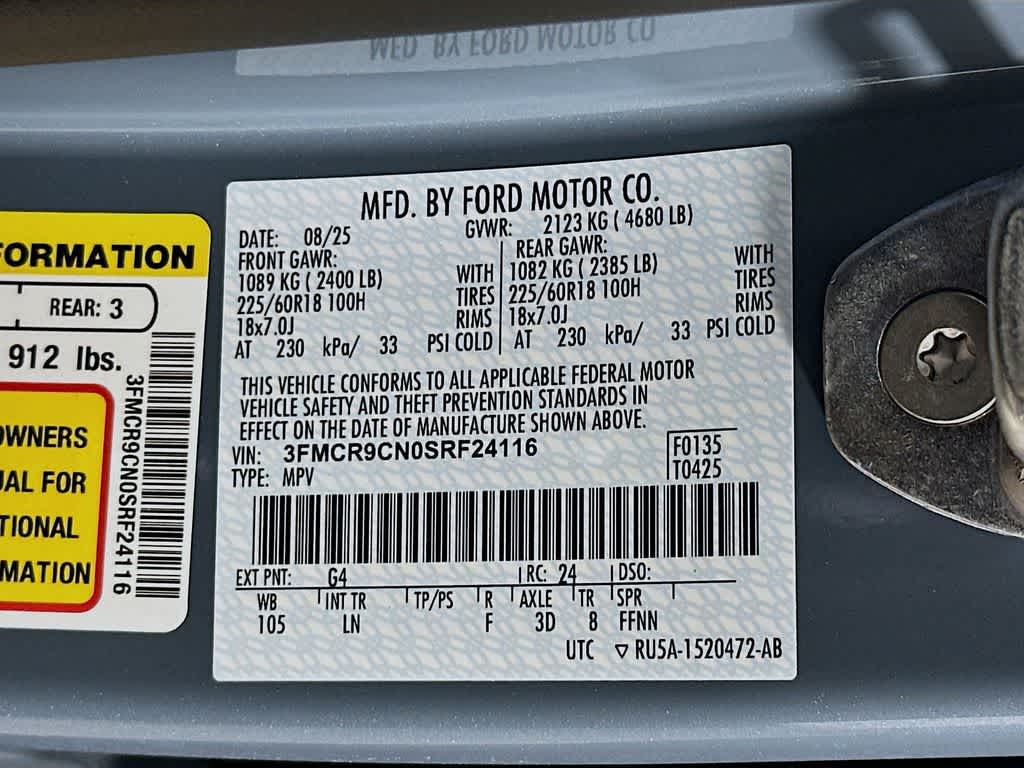 MFD. BY FORD MOTOR CO
MFD. BY FORD MOTOR CO.
DATE: 08/25 GVWR: 2123 KG ( 4680 LB)
FRONT GAWR: REAR GAWR:
1089 KG ( 2400 LB) WITH 1082 KG ( 2385 LB) WITH
225/60R18 100H TIRES 225/60R18 100H TIRES
18x7.0J RIMS 18x7.0J RIMS
AT 230 kPa/ 33 PSI COLD AT 230 kPa/ 33 PSI COLD
THIS VEHICLE CONFORMS TO ALL APPLICABLE FEDERAL MOTOR
VEHICLE SAFETY AND THEFT PREVENTION STANDARDS IN
EFFECT ON THE DATE OF MANUFACTURE SHOWN ABOVE.
VIN: 3FMCR9CN0SRF24116 F0135
TYPE: MPV T0425
EXT PNT: G4 RC: 24 DSO:
WB INT TR TP/PS R AXLE TR SPR
105 LN F 3D 8 FFNN
UTC ▽ RU5A-1520472-AB
FORMATION
REAR: 3
912 lbs.
3FMCR9CN0SRF24116
OWNERS
UAL FOR
TIONAL
MATION